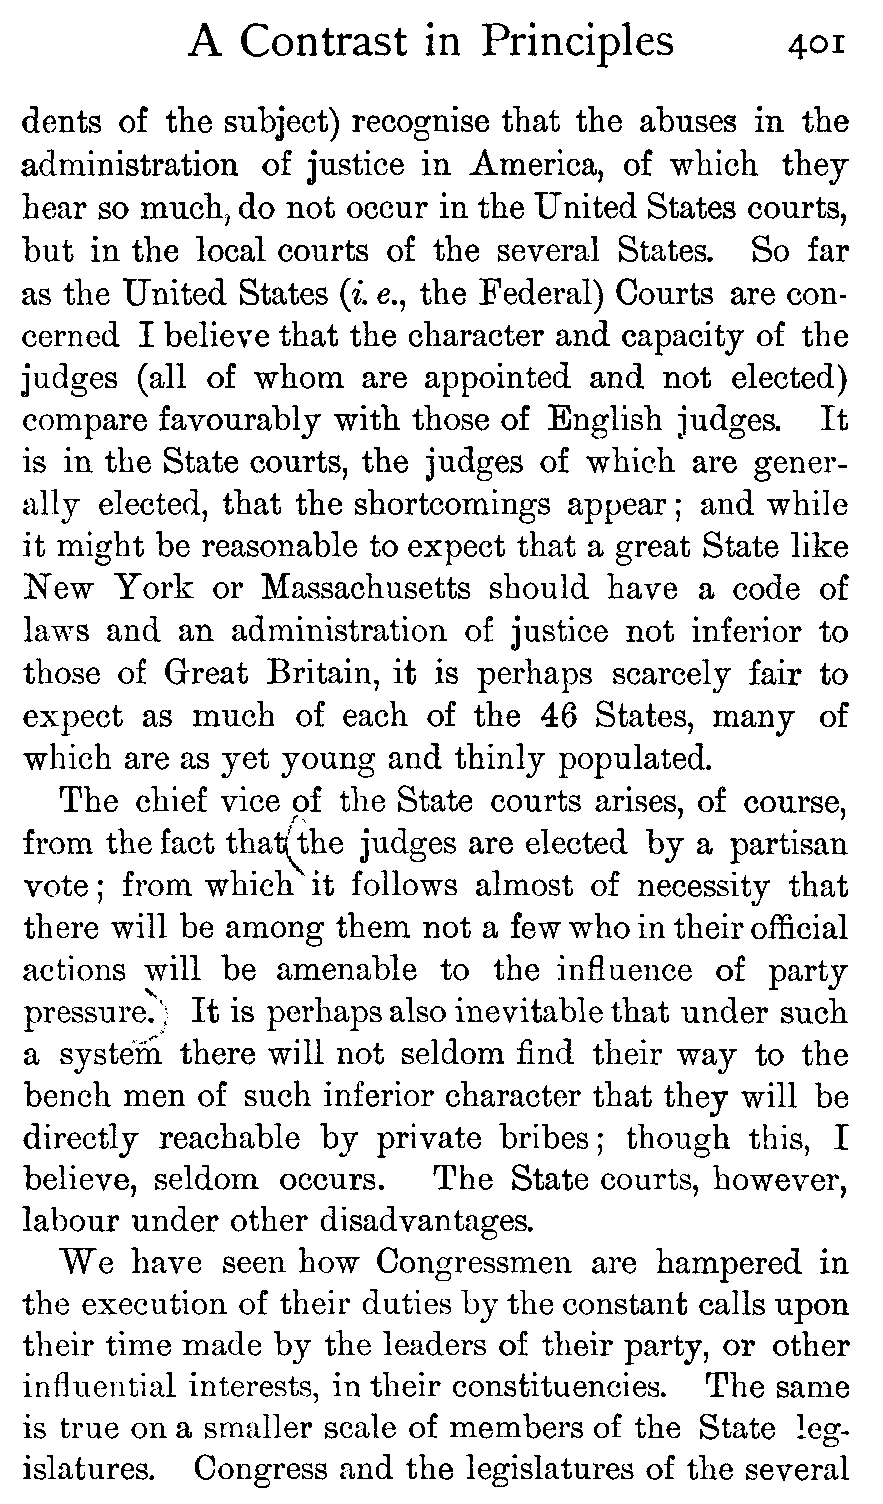 A Contrast in Principles 401
dents of the subject) recognise that the abuses in the
administration of justice in America, of which they
hear so much, do not occur in the United States courts,
but in the local courts of the several States. So far
as the United States (i. e., the Federal) Courts are con-
cerned I believe that the character and capacity of the
judges (all of whom are appointed and not elected)
compare favourably with those of English judges. It
is in the State courts, the judges of which are gener-
ally elected, that the shortcomings appear; and while
it might be reasonable to expect that a great State like
New York or Massachusetts should have a code of
laws and an administration of justice not inferior to
those of Great Britain, it is perhaps scarcely fair to
expect as much of each of the 46 States, many of
which are as yet young and thinly populated.
The chief vice of the State courts arises, of course,
from the fact that the judges are elected by a partisan
vote; from which it follows almost of necessity that
there will be among them not a few who in their official
actions will be amenable to the influence of party
pressure. It is perhaps also inevitable that under such
a system there will not seldom find their way to the
bench men of such inferior character that they will be
directly reachable by private bribes; though this, I
believe, seldom occurs. The State courts, however,
labour under other disadvantages.
We have seen how Congressmen are hampered in
the execution of their duties by the constant calls upon
their time made by the leaders of their party, or other
influential interests, in their constituencies. The same
is true on a smaller scale of members of the State leg-
islatures. Congress and the legislatures of the several